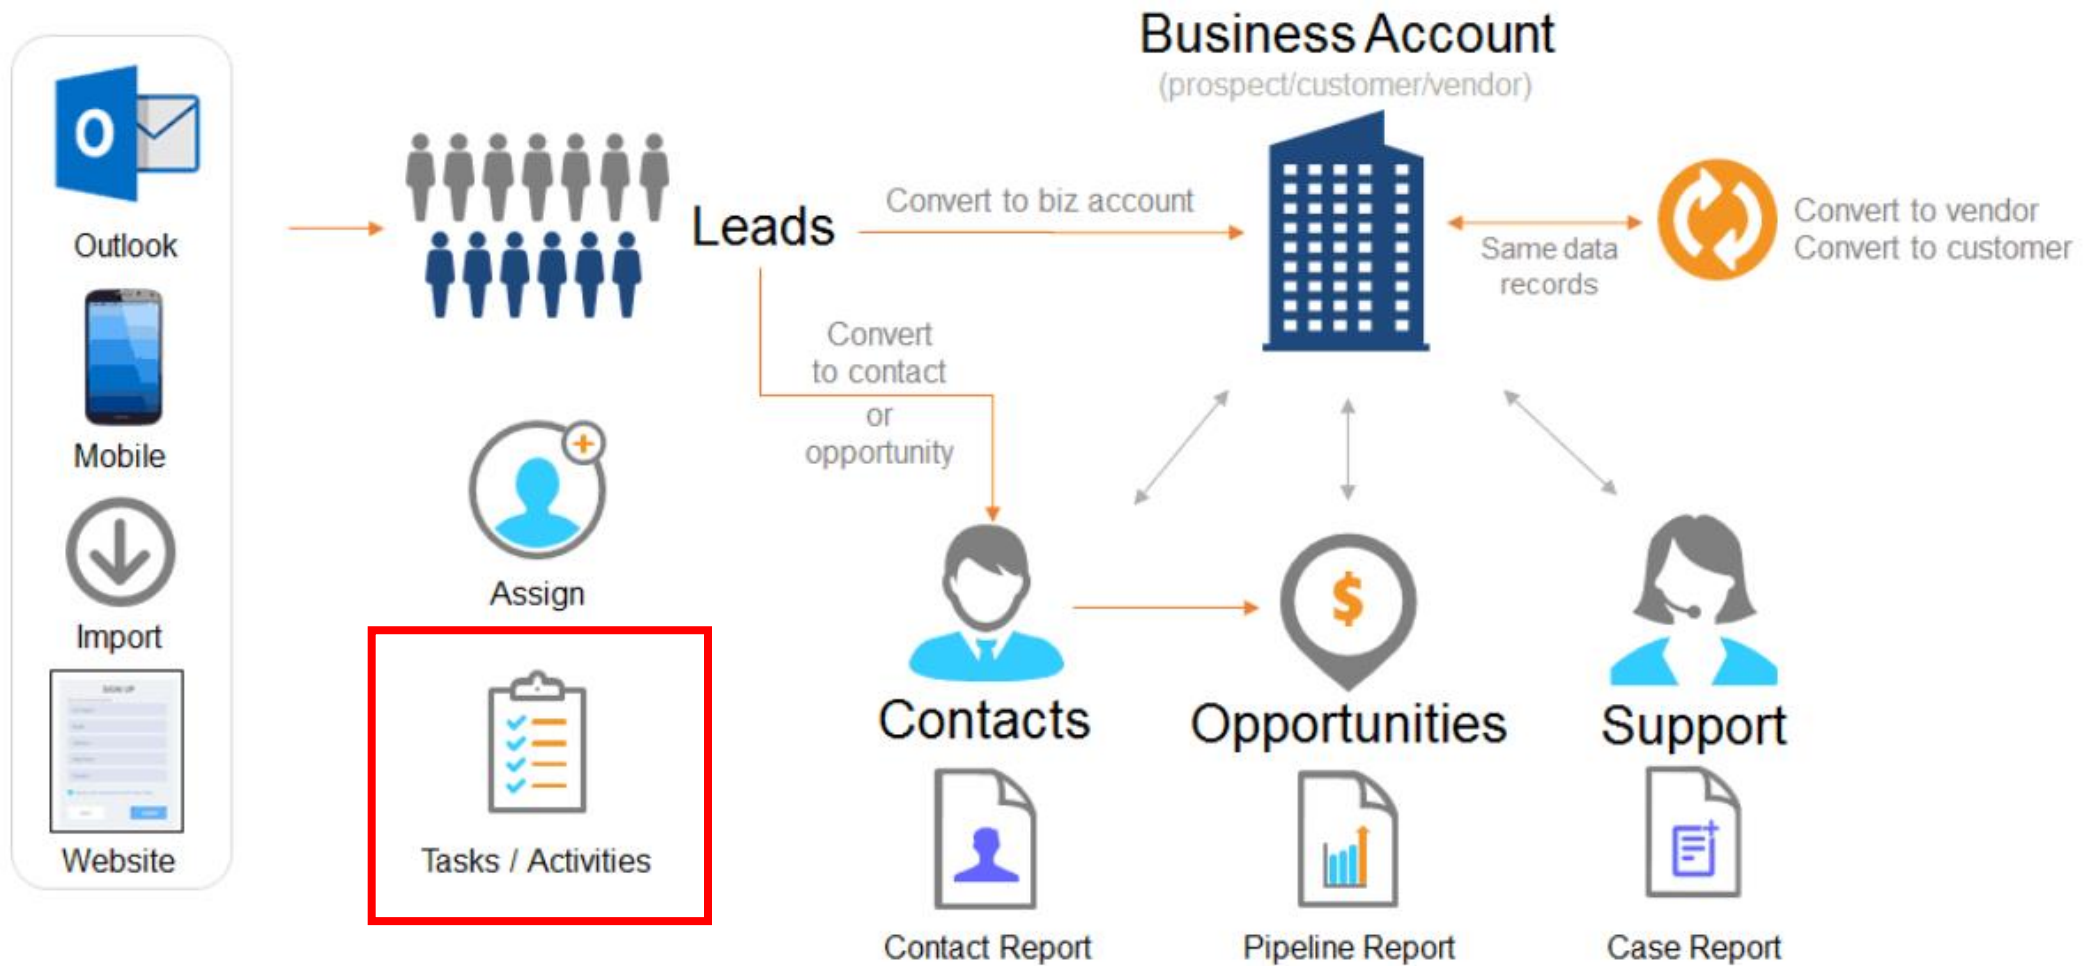 Business Account
(prospect/customer/vendor)
O
Outlook
Mobile
Import
SIGN UP
Website
Leads
Assign
Tasks / Activities
Convert to biz account
Convert
to contact
or
opportunity
Same data
records
Convert to vendor
Convert to customer
$
Contacts
Opportunities
Support
Contact Report
Pipeline Report
Case Report